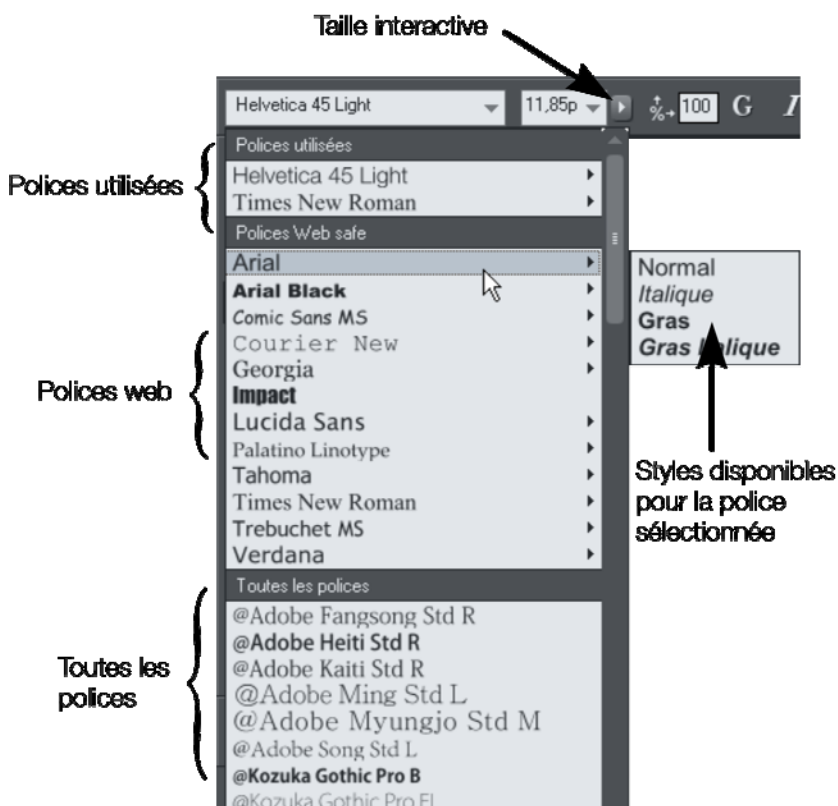 Taille interactive
Helvetica 45 Light 11,85p % 100 G I
Polices utilisées
Polices utilisées
Helvetica 45 Light
Times New Roman
Polices Web safe
Arial
Arial Black
Comic Sans MS
Courier New
Georgia
Impact
Lucida Sans
Palatino Linotype
Tahoma
Times New Roman
Trebuchet MS
Verdana
Polices web
Normal
Italique
Gras
Gras Italique
Styles disponibles
pour la police
sélectionnée
Toutes les polices
@Adobe Fangsong Std R
@Adobe Heiti Std R
@Adobe Kaiti Std R
@Adobe Ming Std L
@Adobe Myungjo Std M
@Adobe Song Std L
@Kozuka Gothic Pro B
@Kozuka Gothic Pro EL
Toutes les
polices